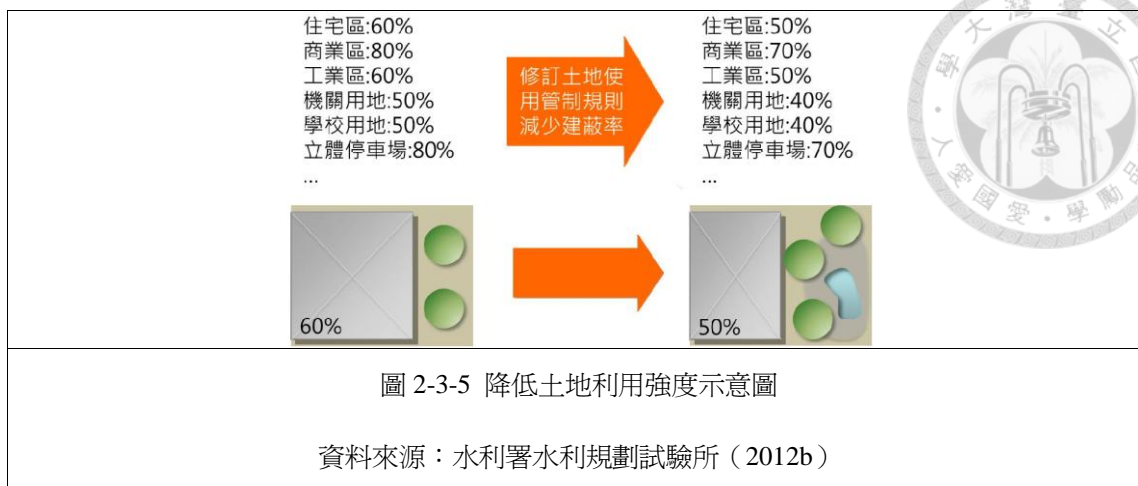 住宅區:60%
商業區:80%
工業區:60%
機關用地:50%
學校用地:50%
立體停車場:80%
...
修訂土地使
用管制規則
減少建蔽率
住宅區:50%
商業區:70%
工業區:50%
機關用地:40%
學校用地:40%
立體停車場:70%
...
60%
50%
圖 2-3-5 降低土地利用強度示意圖
資料來源：水利署水利規劃試驗所（2012b）